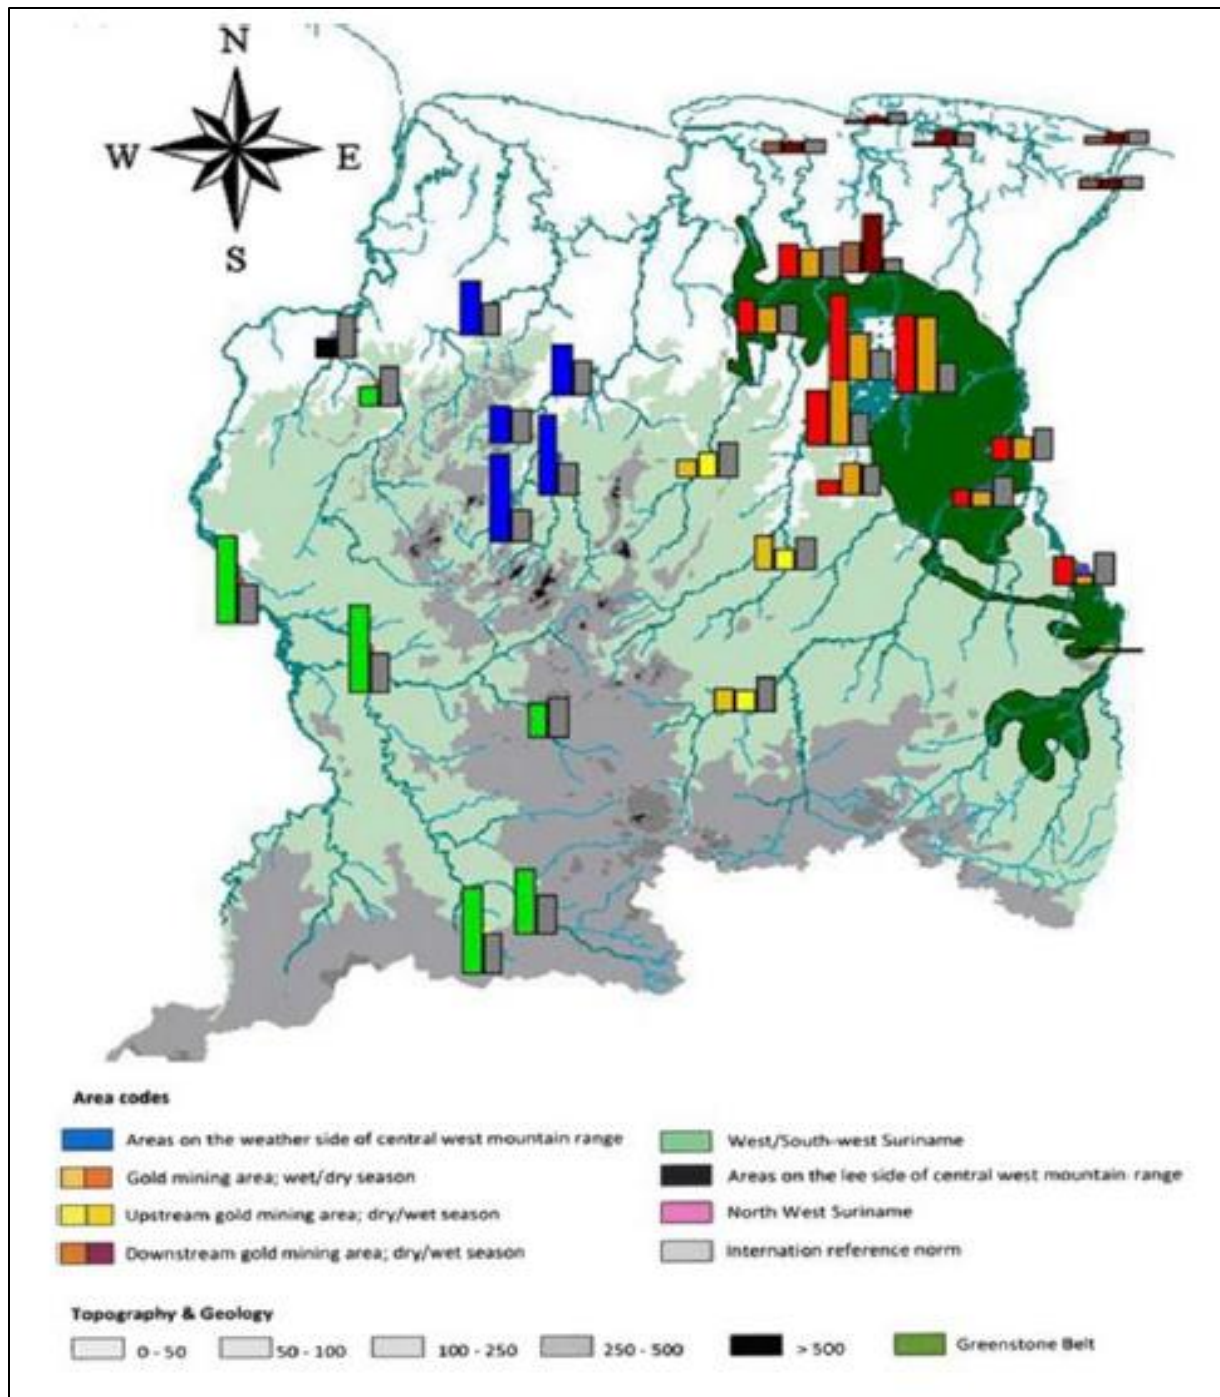 N
W E
S
Area codes
Areas on the weather side of central west mountain range
West/South-west Suriname
Gold mining area; wet/dry season
Areas on the lee side of central west mountain range
Upstream gold mining area; dry/wet season
North West Suriname
Downstream gold mining area; dry/wet season
Internation reference norm
Topography & Geology
0 - 50 50 - 100 100 - 250 250 - 500 > 500 Greenstone Belt